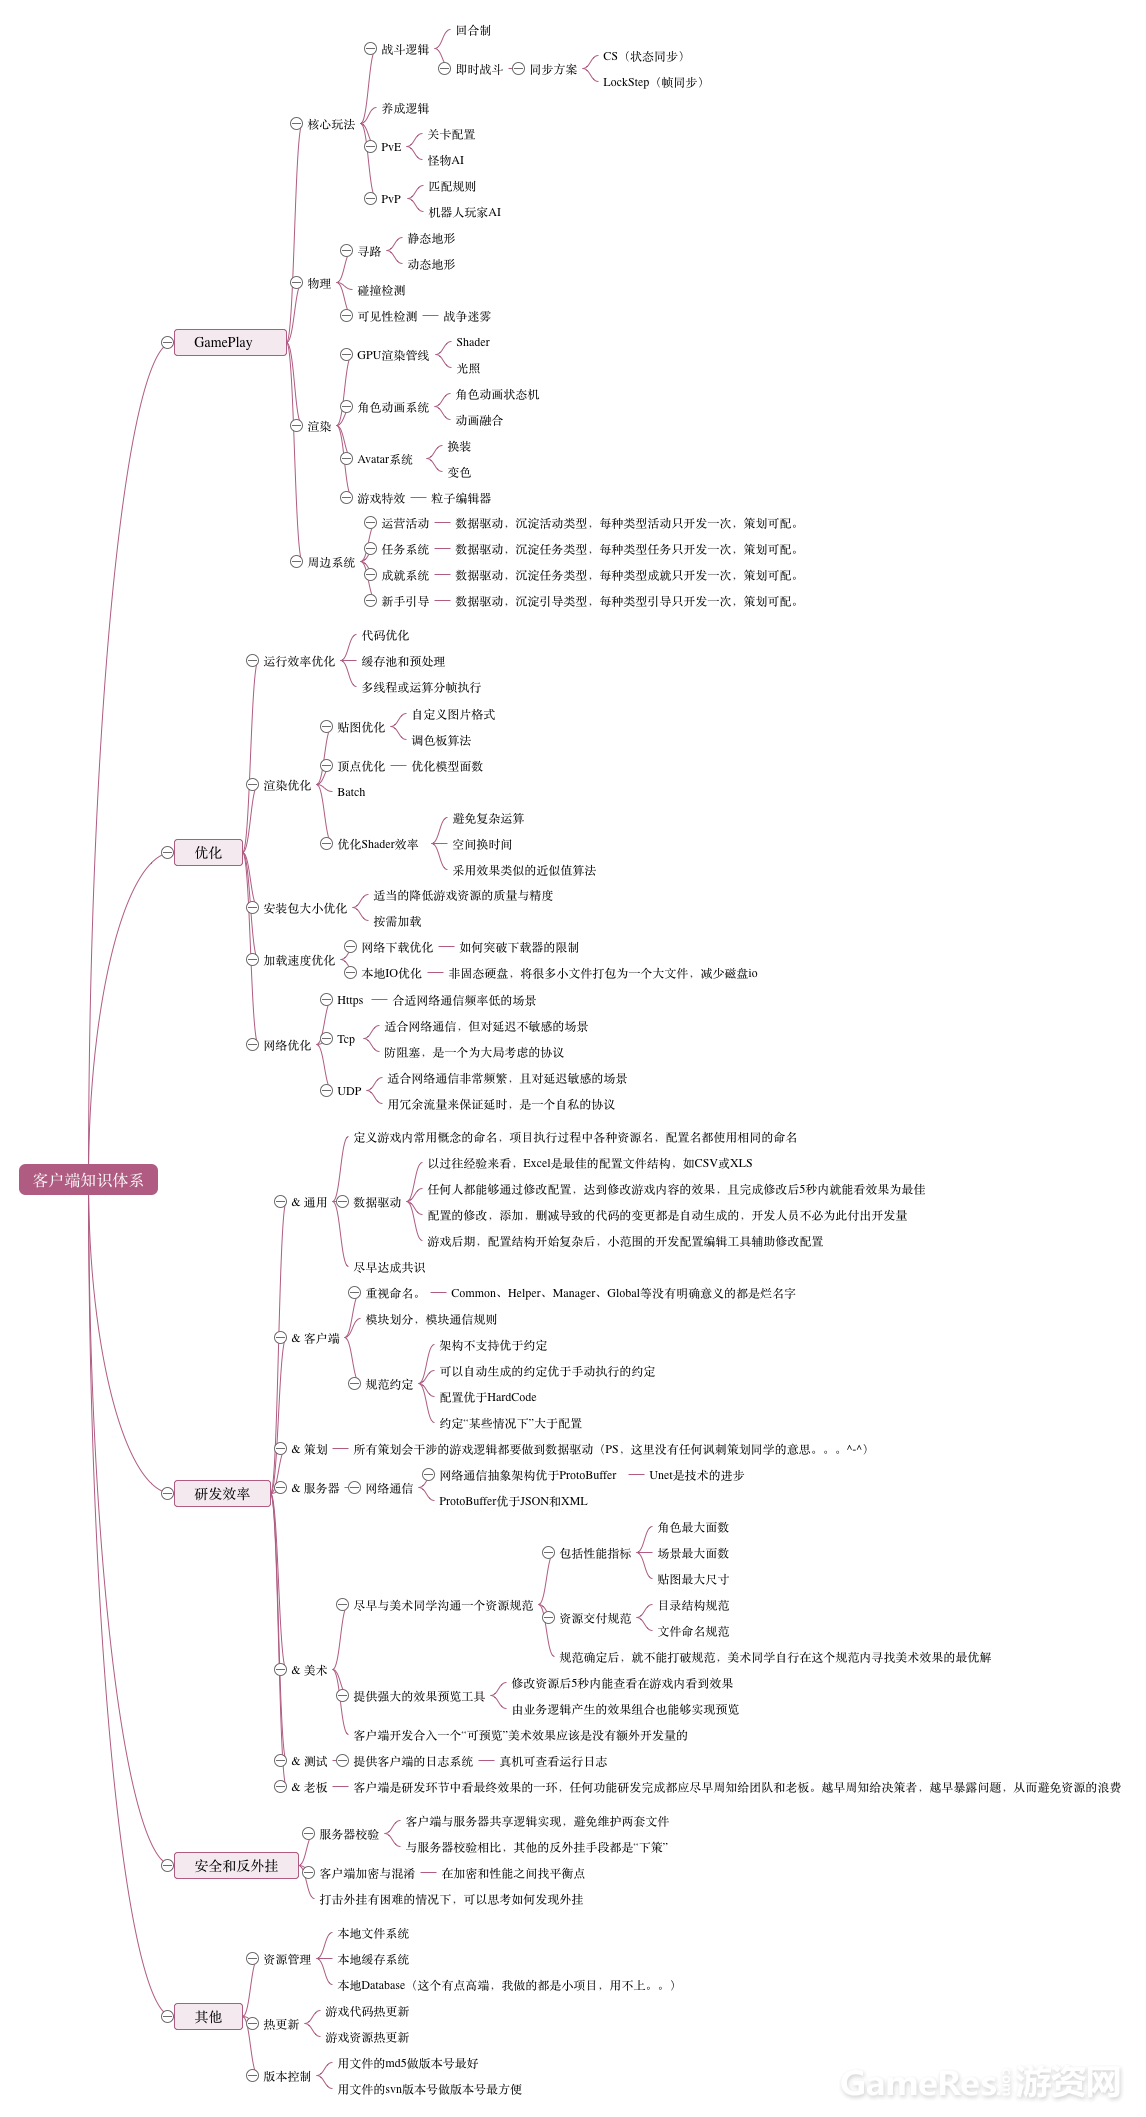 客户端知识体系
GamePlay
核心玩法
战斗逻辑
回合制
即时战斗
同步方案
CS（状态同步）
LockStep（帧同步）
养成逻辑
PvE
关卡配置
怪物AI
PvP
匹配规则
机器人玩家AI
物理
寻路
静态地形
动态地形
碰撞检测
可见性检测
战争迷雾
渲染
GPU渲染管线
Shader
光照
角色动画系统
角色动画状态机
动画融合
Avatar系统
换装
变色
游戏特效
粒子编辑器
周边系统
运营活动
数据驱动，沉淀活动类型，每种类型活动只开发一次，策划可配。
任务系统
数据驱动，沉淀任务类型，每种类型任务只开发一次，策划可配。
成就系统
数据驱动，沉淀任务类型，每种类型成就只开发一次，策划可配。
新手引导
数据驱动，沉淀引导类型，每种类型引导只开发一次，策划可配。
优化
运行效率优化
代码优化
缓存池和预处理
多线程或运算分帧执行
渲染优化
贴图优化
自定义图片格式
调色板算法
顶点优化
优化模型面数
Batch
优化Shader效率
避免复杂运算
空间换时间
采用效果类似的近似值算法
安装包大小优化
适当的降低游戏资源的质量与精度
按需加载
加载速度优化
网络下载优化
如何突破下载器的限制
本地IO优化
非固态硬盘，将很多小文件打包为一个大文件，减少磁盘io
网络优化
Https
合适网络通信频率低的场景
Tcp
适合网络通信，但对延迟不敏感的场景
防阻塞，是一个为大局考虑的协议
UDP
适合网络通信非常频繁，且对延迟敏感的场景
用冗余流量来保证延时，是一个自私的协议
研发效率
& 通用
定义游戏内常用概念的命名，项目执行过程中各种资源名，配置名都使用相同的命名
数据驱动
以过往经验来看，Excel是最佳的配置文件结构，如CSV或XLS
任何人都能够通过修改配置，达到修改游戏内容的效果，且完成修改后5秒内就能看效果为最佳
配置的修改，添加，删减导致的代码的变更都是自动生成的，开发人员不必为此付出开发量
游戏后期，配置结构开始复杂后，小范围的开发配置编辑工具辅助修改配置
尽早达成共识
& 客户端
重视命名。
Common、Helper、Manager、Global等没有明确意义的都是烂名字
模块划分，模块通信规则
规范约定
架构不支持优于约定
可以自动生成的约定优于手动执行的约定
配置优于HardCode
约定“某些情况下”大于配置
& 策划
所有策划会干涉的游戏逻辑都要做到数据驱动（PS，这里没有任何讽刺策划同学的意思。。。^-^）
& 服务器
网络通信
网络通信抽象架构优于ProtoBuffer
Unet是技术的进步
ProtoBuffer优于JSON和XML
& 美术
尽早与美术同学沟通一个资源规范
包括性能指标
角色最大面数
场景最大面数
贴图最大尺寸
资源交付规范
目录结构规范
文件命名规范
规范确定后，就不能打破规范，美术同学自行在这个规范内寻找美术效果的最优解
提供强大的效果预览工具
修改资源后5秒内能查看在游戏内看到效果
由业务逻辑产生的效果组合也能够实现预览
客户端开发合入一个“可预览”美术效果应该是没有额外开发量的
& 测试
提供客户端的日志系统
真机可查看运行日志
& 老板
客户端是研发环节中看最终效果的一环，任何功能研发完成都应尽早周知给团队和老板。越早周知给决策者，越早暴露问题，从而避免资源的浪费
安全和反外挂
服务器校验
客户端与服务器共享逻辑实现，避免维护两套文件
与服务器校验相比，其他的反外挂手段都是“下策”
客户端加密与混淆
在加密和性能之间找平衡点
打击外挂有困难的情况下，可以思考如何发现外挂
其他
资源管理
本地文件系统
本地缓存系统
本地Database（这个有点高端，我做的都是小项目，用不上。。）
热更新
游戏代码热更新
游戏资源热更新
版本控制
用文件的md5做版本号最好
用文件的svn版本号做版本号最方便
GameRes游资网